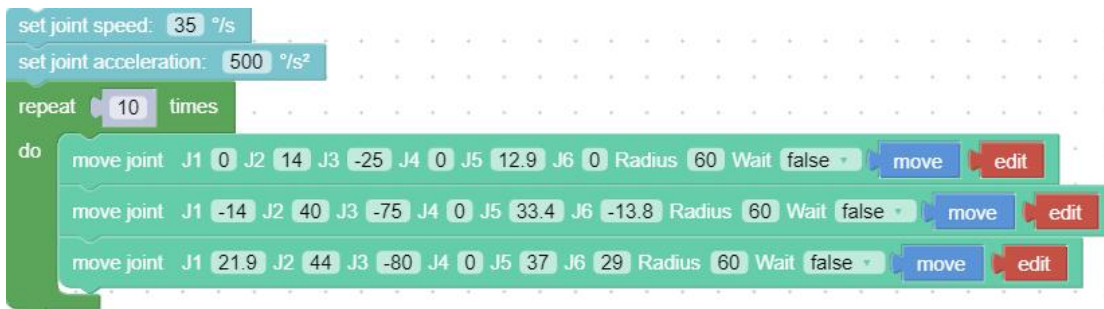 set joint speed: 35 °/s
set joint acceleration: 500 °/s²
repeat 10 times
do
move joint J1 0 J2 14 J3 -25 J4 0 J5 12.9 J6 0 Radius 60 Wait false move edit
move joint J1 -14 J2 40 J3 -75 J4 0 J5 33.4 J6 -13.8 Radius 60 Wait false move edit
move joint J1 21.9 J2 44 J3 -80 J4 0 J5 37 J6 29 Radius 60 Wait false move edit